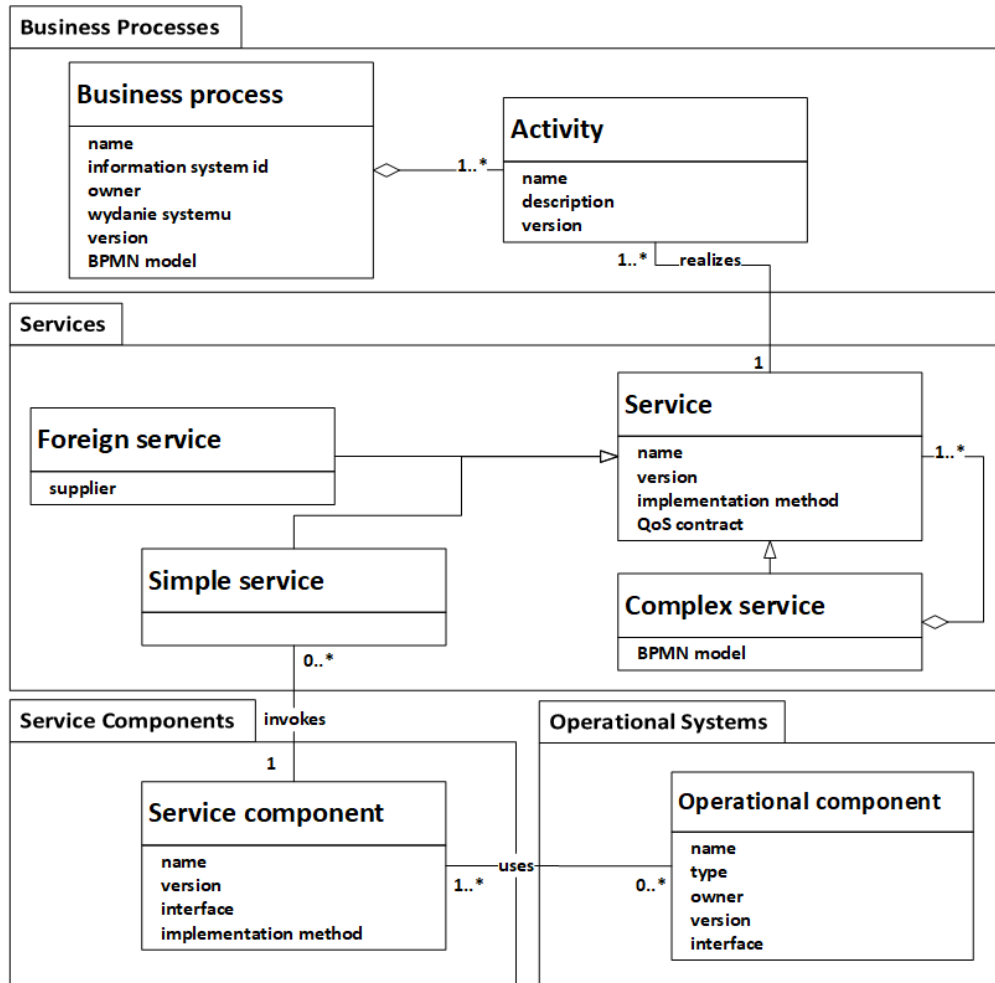 Business Processes
Business process
name
information system id
owner
wydanie systemu
version
BPMN model
1..*
Activity
name
description
version
1..*
realizes
Services
1
Service
name
version
implementation method
QoS contract
1..*
Foreign service
supplier
Simple service
0..*
Complex service
BPMN model
Service Components
invokes
1
Service component
name
version
interface
implementation method
1..*
uses
0..*
Operational Systems
Operational component
name
type
owner
version
interface